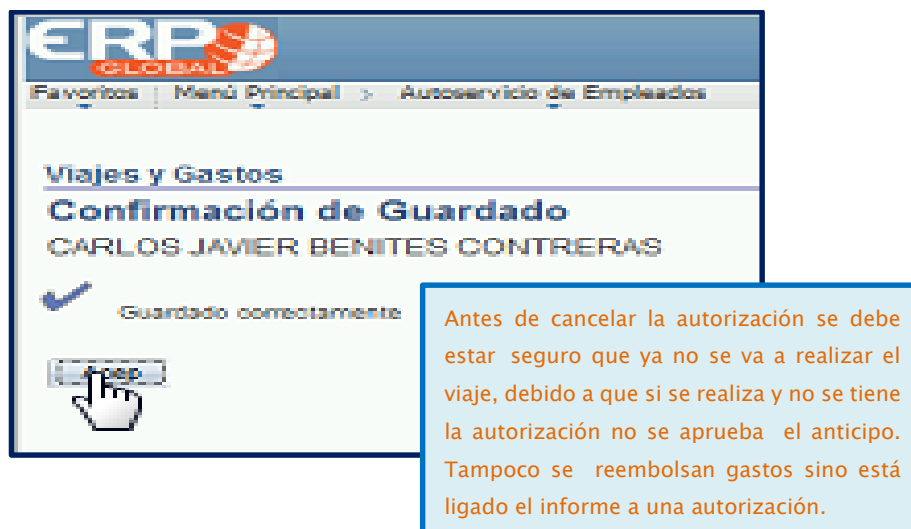 ERP
GLOBAL
Favoritos Menú Principal > Autoservicio de Empleados
Viajes y Gastos
Confirmación de Guardado
CARLOS JAVIER BENITES CONTRERAS
Guardado correctamente
Acep
Antes de cancelar la autorización se debe
estar seguro que ya no se va a realizar el
viaje, debido a que si se realiza y no se tiene
la autorización no se aprueba el anticipo.
Tampoco se reembolsan gastos sino está
ligado el informe a una autorización.